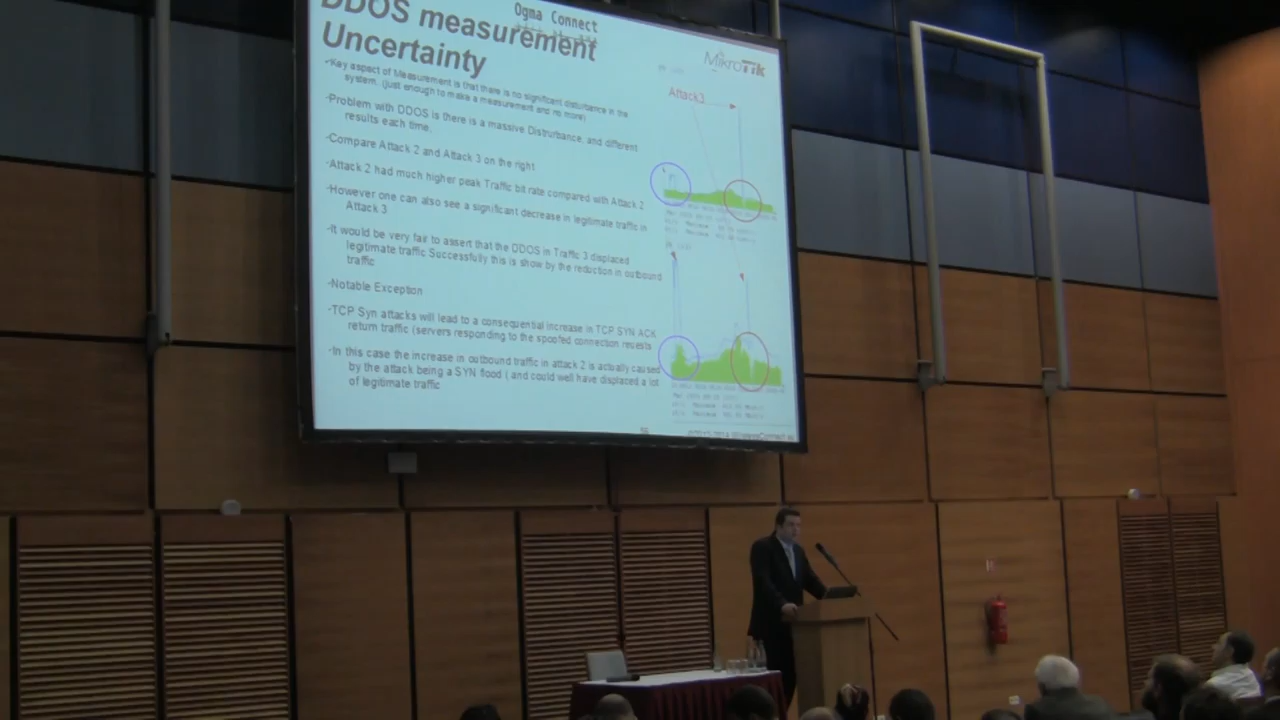 Ogma Connect
DDOS measurement
Uncertainty
MikroTik
-Key aspect of Measurement is that there is no significant disturbance in the
system. (just enough to make a measurement and no more)
-Problem with DDOS is there is a massive Disturbance, and different
results each time.
-Compare Attack 2 and Attack 3 on the right
-Attack 2 had much higher peak Traffic bit rate compared with Attack 2
-However one can also see a significant decrease in legitimate traffic in
Attack 3
-It would be very fair to assert that the DDOS in Traffic 3 displaced
legitimate traffic Successfully this is show by the reduction in outbound
traffic
-Notable Exception
-TCP Syn attacks will lead to a consequential increase in TCP SYN ACK
return traffic (servers responding to the spoofed connection reuests
-In this case the increase in outbound traffic in attack 2 is actually caused
by the attack being a SYN flood ( and could well have displaced a lot
of legitimate traffic
Attack3